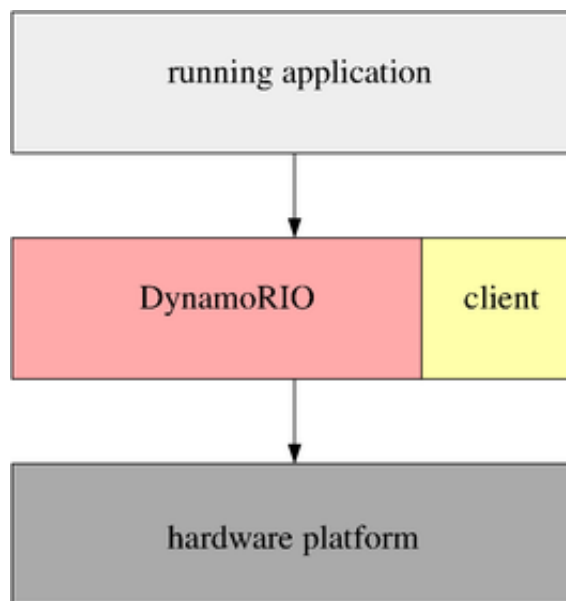 running application
DynamoRIO
client
hardware platform